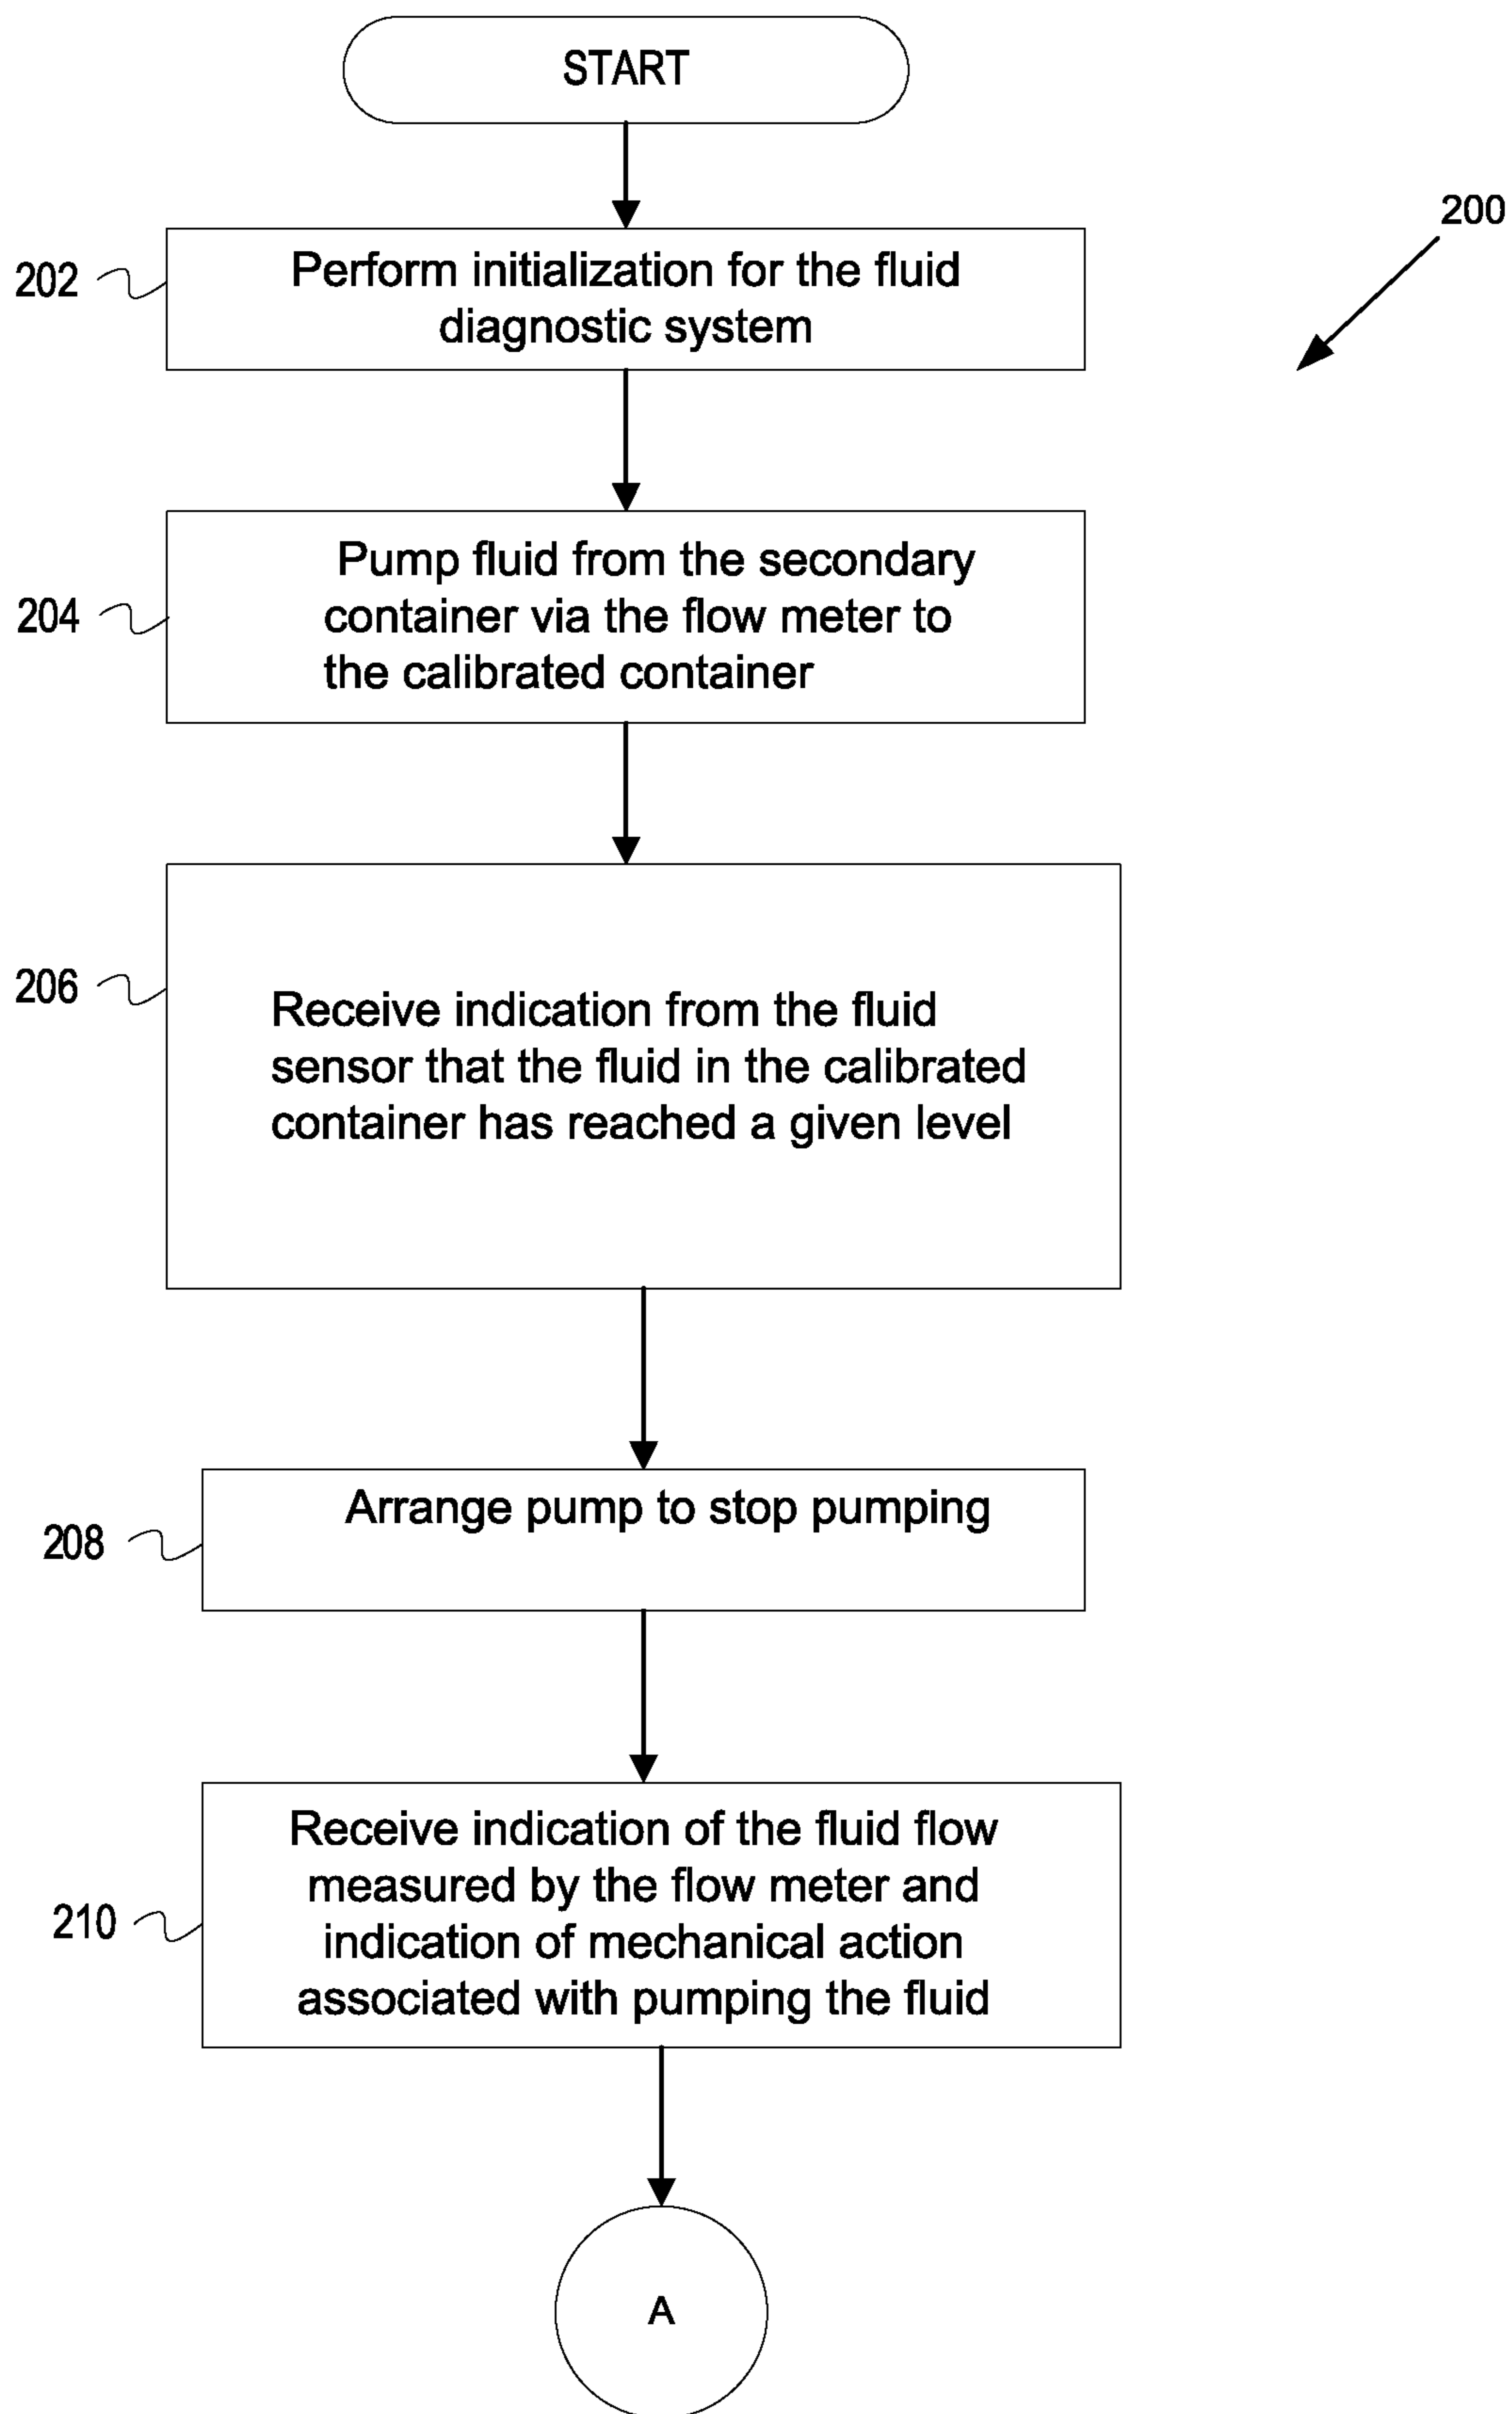 START
200
202
Perform initialization for the fluid
diagnostic system
204
Pump fluid from the secondary
container via the flow meter to
the calibrated container
206
Receive indication from the fluid
sensor that the fluid in the calibrated
container has reached a given level
208
Arrange pump to stop pumping
210
Receive indication of the fluid flow
measured by the flow meter and
indication of mechanical action
associated with pumping the fluid
A